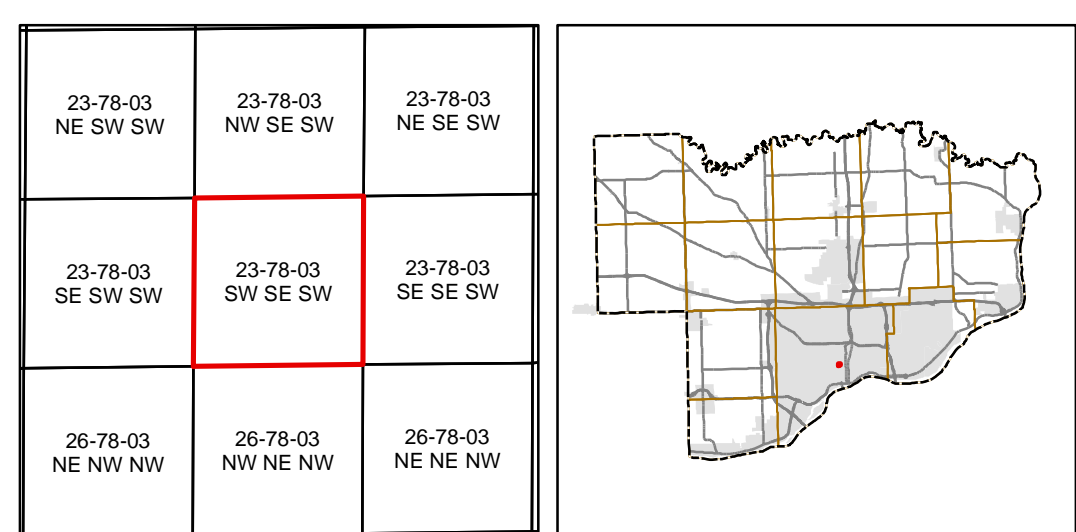 23-78-03
NE SW SW
23-78-03
NW SE SW
23-78-03
NE SE SW
23-78-03
SE SW SW
23-78-03
SW SE SW
23-78-03
SE SE SW
26-78-03
NE NW NW
26-78-03
NW NE NW
26-78-03
NE NE NW